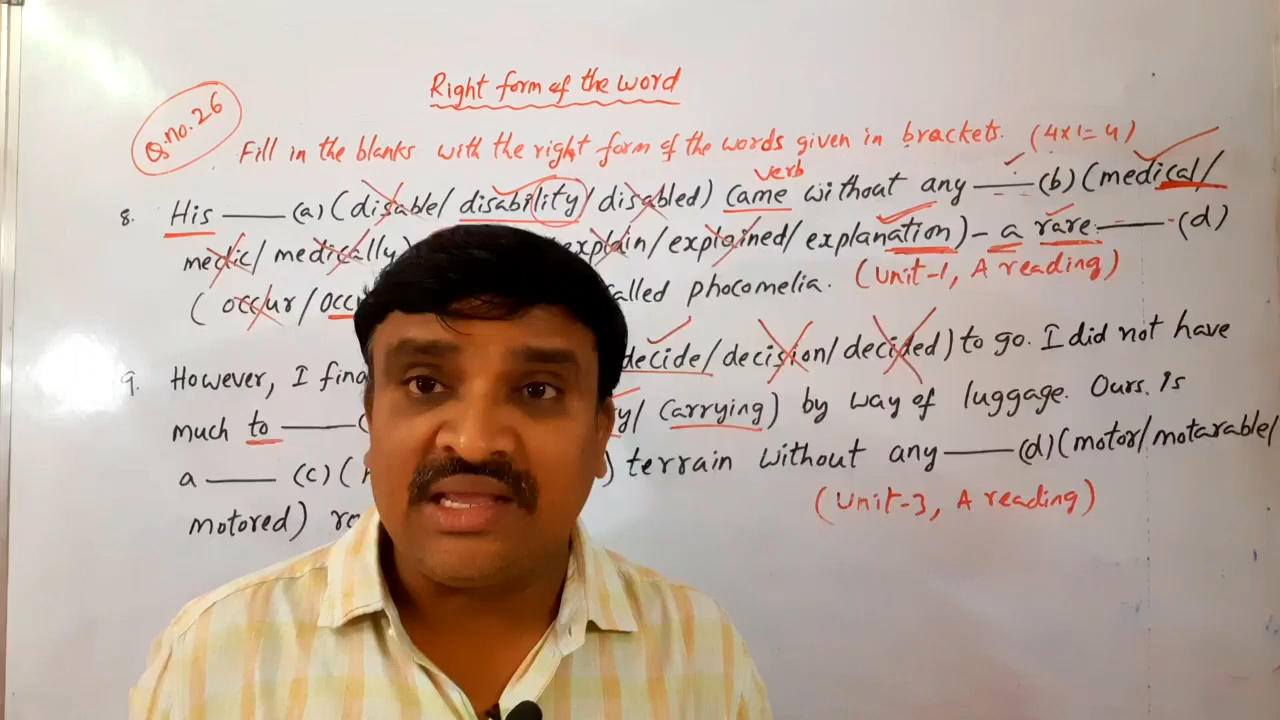 Right form of the word
Q.no.26
Fill in the blanks with the right form of the words given in brackets. (4x1=4)
verb
8. His ____ (a) (disable/ disability/ disabled) came without any ____ (b) (medical/
medic/ medically) explain/ explained/ explanation) – a rare ____ (d)
(occur/ called phocomelia. (Unit-1, A reading)
9. However, I decide/ decision/ decided) to go. I did not have
much to ____ carrying) by way of luggage. Ours. Is
a ____ (c) ( ) terrain without any ____ (d) (motor/ motarable/
motored) (Unit-3, A reading)